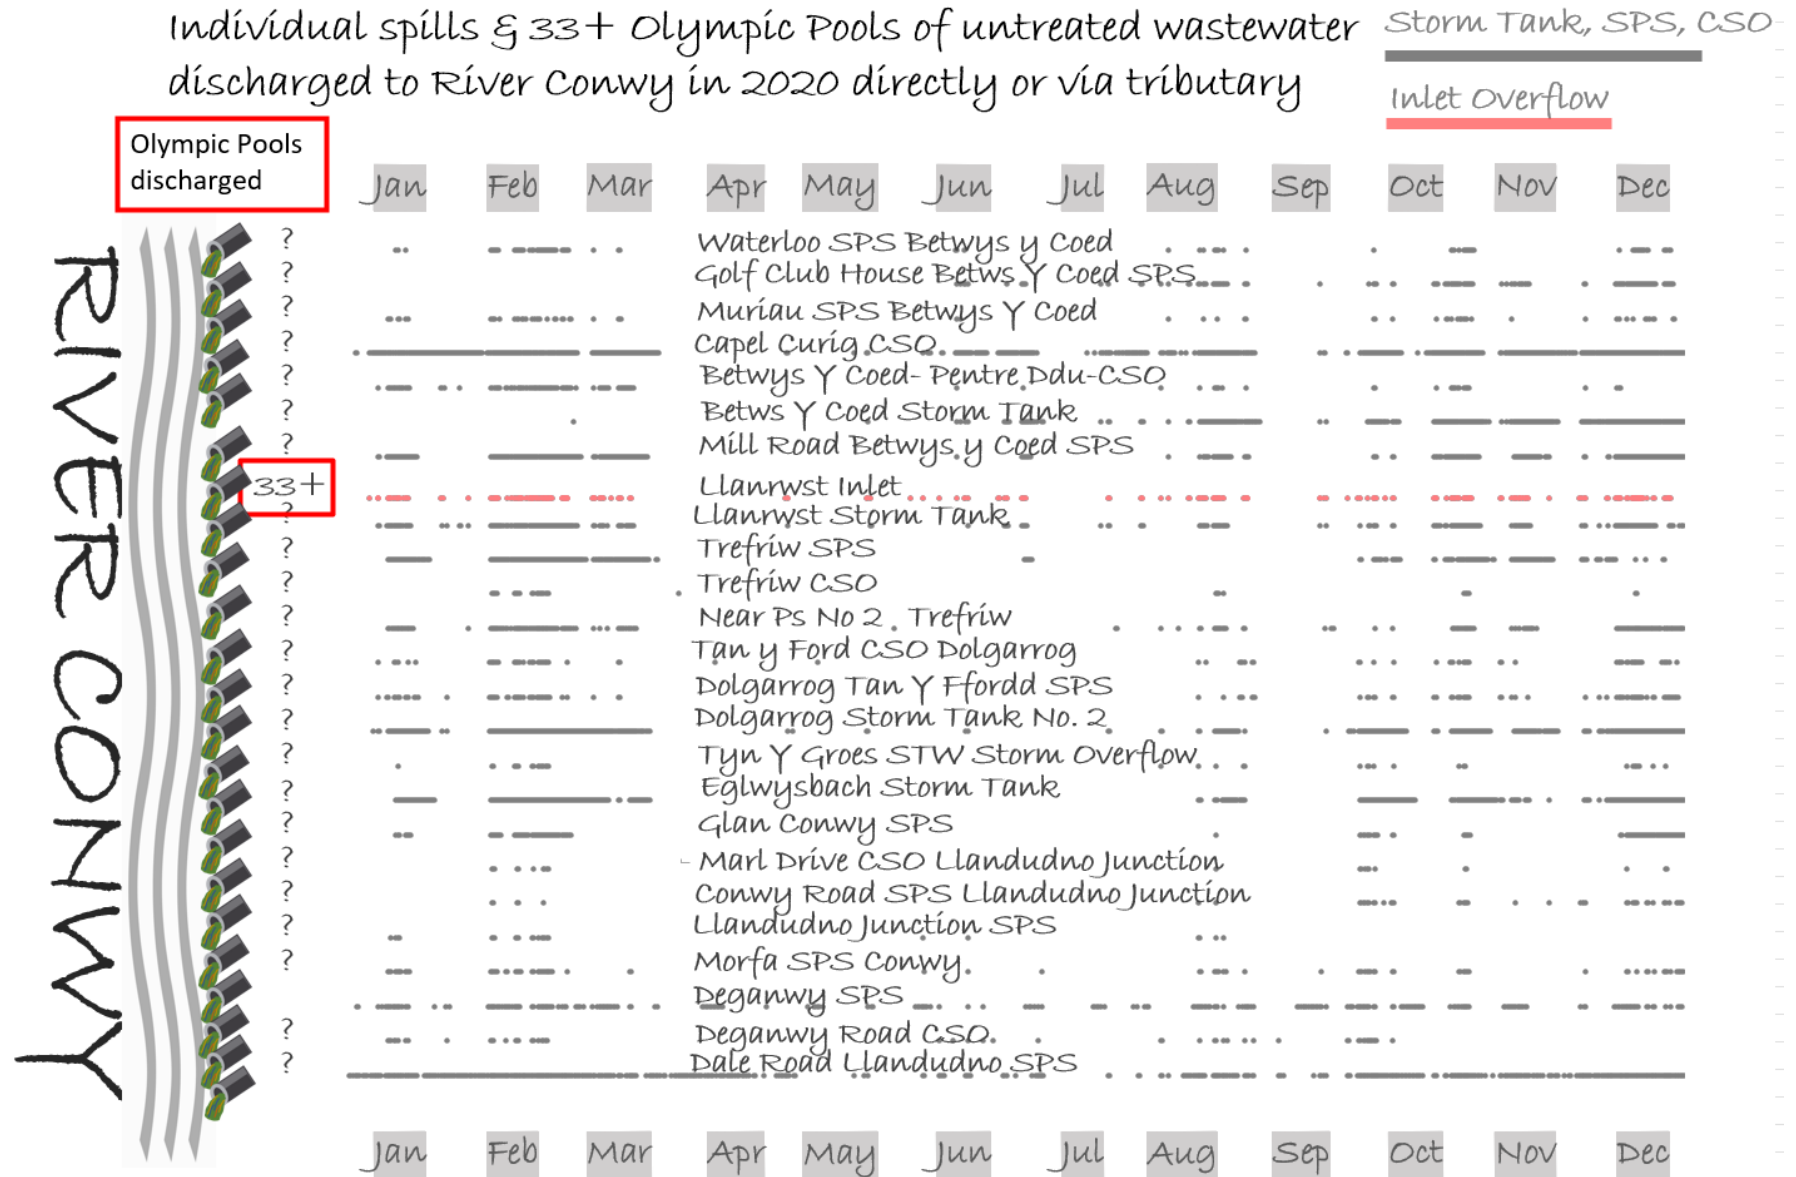 Individual spills & 33+ Olympic Pools of untreated wastewater
discharged to River Conwy in 2020 directly or via tributary
Storm Tank, SPS, CSO
Inlet Overflow
Olympic Pools
discharged
Jan Feb Mar Apr May Jun Jul Aug Sep Oct Nov Dec
RIVER CONWY
? Waterloo SPS Betwys y Coed
? Golf Club House Betws Y Coed SPS
? Muriau SPS Betwys Y Coed
? Capel Curig CSO
? Betwys Y Coed- Pentre Ddu-CSO
? Betws Y Coed Storm Tank
? Mill Road Betwys y Coed SPS
33+ Llanrwst Inlet
? Llanrwst Storm Tank
? Trefriw SPS
? Trefriw CSO
? Near Ps No 2 . Trefriw
? Tan y Ford CSO Dolgarrog
? Dolgarrog Tan Y Ffordd SPS
? Dolgarrog Storm Tank No. 2
? Tyn Y Groes STW Storm Overflow
? Eglwysbach Storm Tank
? Glan Conwy SPS
? Marl Drive CSO Llandudno Junction
? Conwy Road SPS Llandudno Junction
? Llandudno Junction SPS
? Morfa SPS Conwy
Deganwy SPS
? Deganwy Road CSO
? Dale Road Llandudno SPS
Jan Feb Mar Apr May Jun Jul Aug Sep Oct Nov Dec